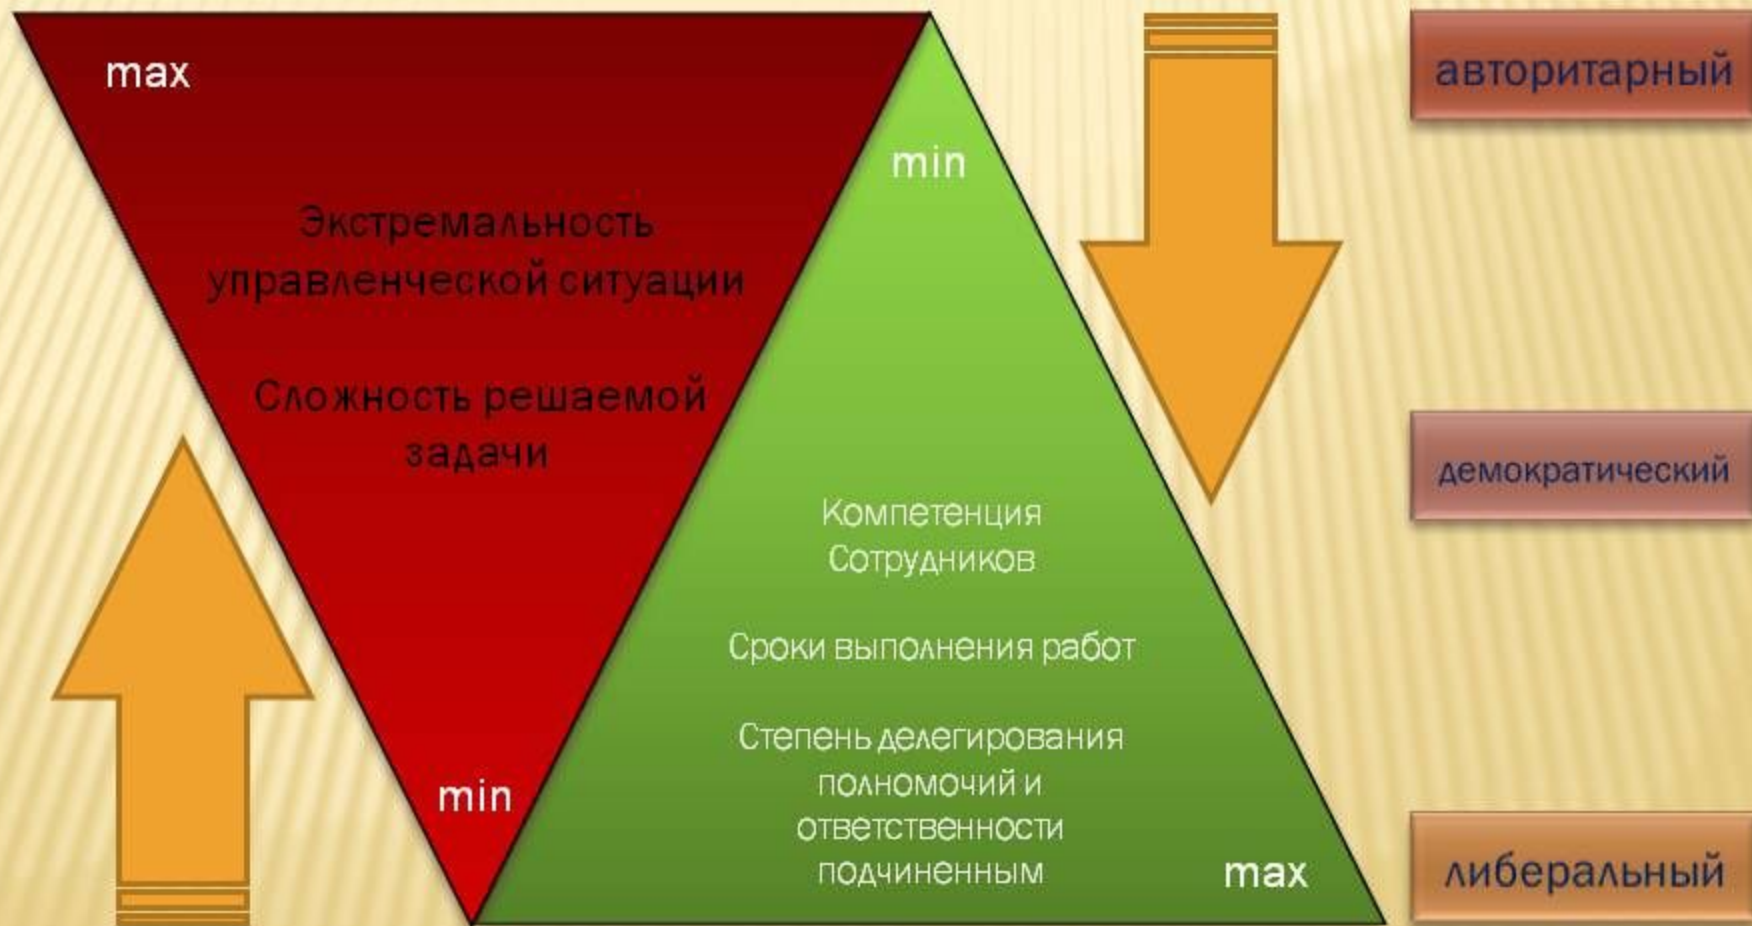 max
Экстремальность
управленческой ситуации
Сложность решаемой
задачи
min
min
Компетенция
Сотрудников
Сроки выполнения работ
Степень делегирования
полномочий и
ответственности
подчиненным
max
авторитарный
демократический
либеральный